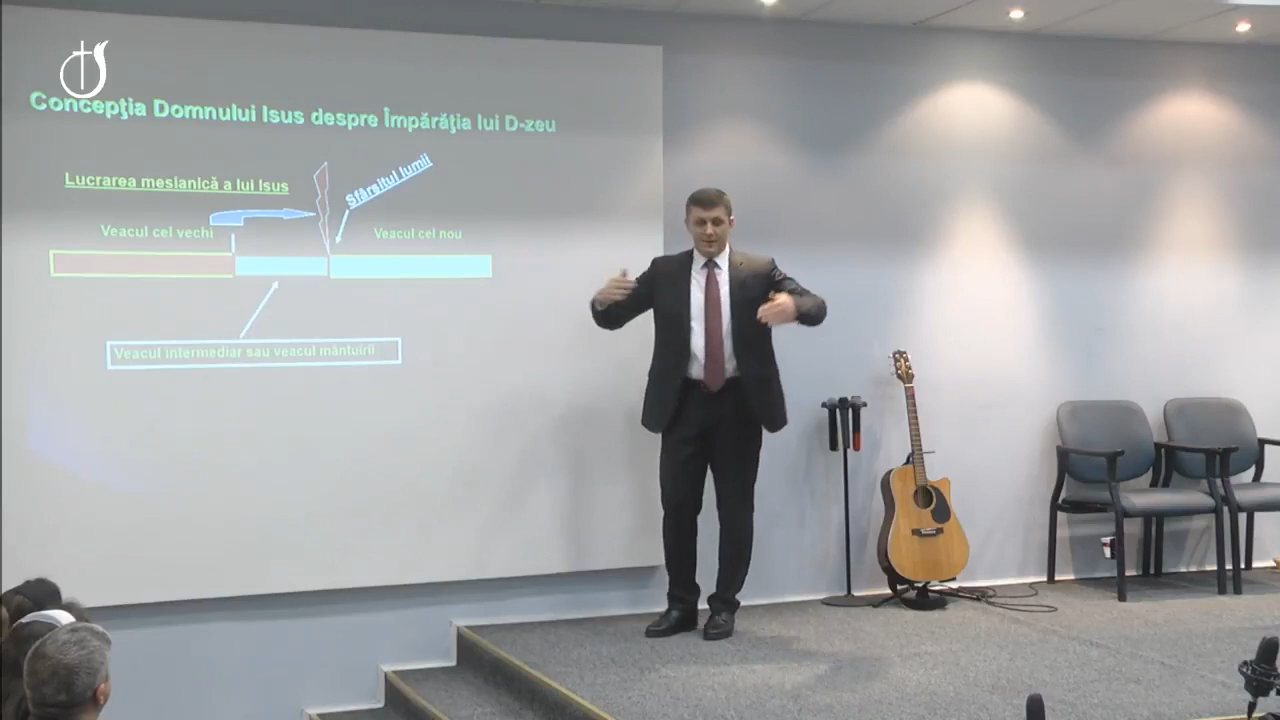 Concepţia Domnului Isus despre Împărăţia lui D-zeu
Lucrarea mesianică a lui Isus
Sfârşitul lumii
Veacul cel vechi
Veacul cel nou
Veacul intermediar sau veacul mântuirii